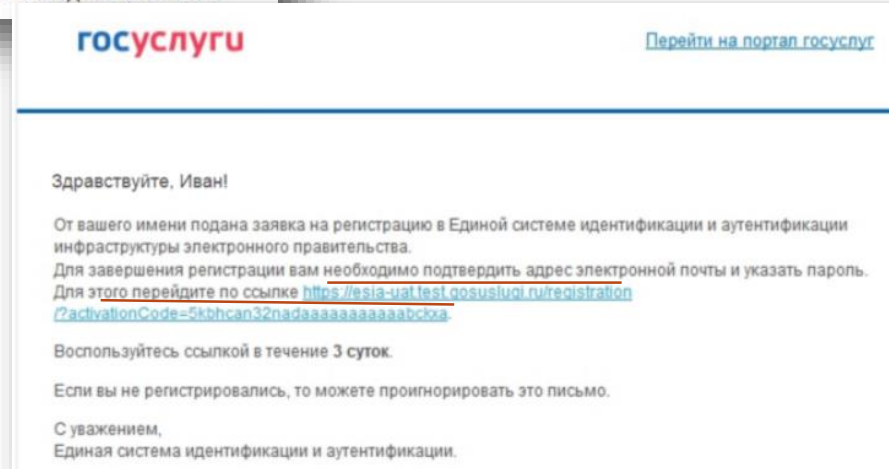 госуслуги
Перейти на портал госуслуг
Здравствуйте, Иван!
От вашего имени подана заявка на регистрацию в Единой системе идентификации и аутентификации
инфраструктуры электронного правительства.
Для завершения регистрации вам необходимо подтвердить адрес электронной почты и указать пароль.
Для этого перейдите по ссылке https://esia-uat.test.gosuslugi.ru/registration
/?activationCode=5kbhcan32nadaaaaaaaaaaabckxa.
Воспользуйтесь ссылкой в течение 3 суток.
Если вы не регистрировались, то можете проигнорировать это письмо.
С уважением,
Единая система идентификации и аутентификации.